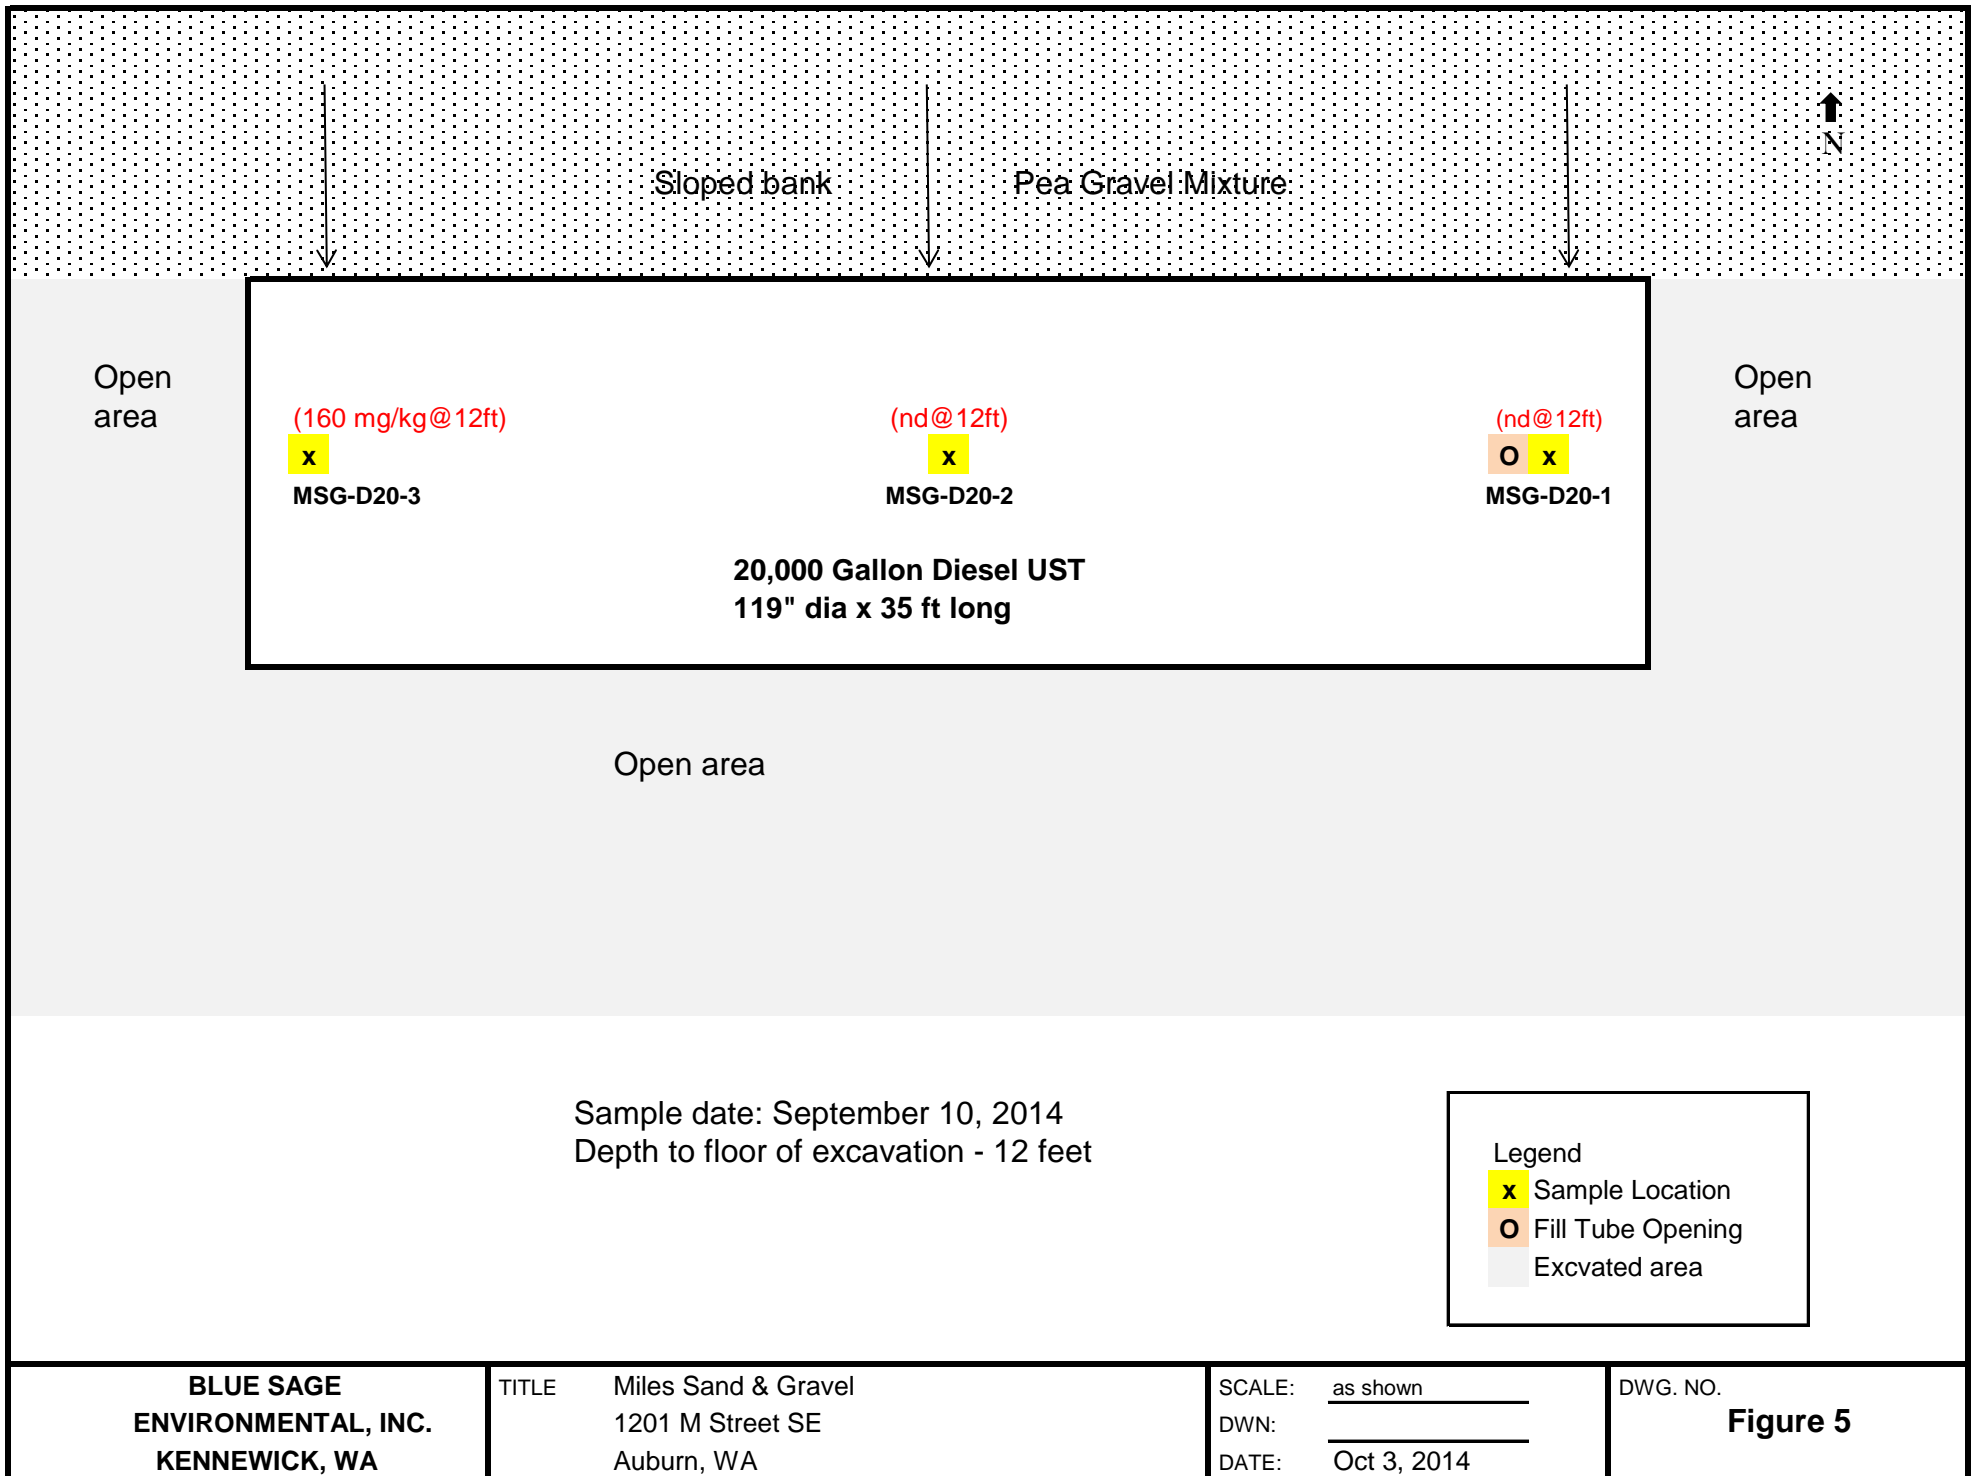 N
Sloped bank Pea Gravel Mixture
Open
area
Open
area
(160 mg/kg@12ft) (nd@12ft) (nd@12ft)
x x O x
MSG-D20-3 MSG-D20-2 MSG-D20-1
20,000 Gallon Diesel UST
119" dia x 35 ft long
Open area
Sample date: September 10, 2014
Depth to floor of excavation - 12 feet
Legend
x Sample Location
O Fill Tube Opening
Excvated area
BLUE SAGE
ENVIRONMENTAL, INC.
KENNEWICK, WA
TITLE Miles Sand & Gravel
1201 M Street SE
Auburn, WA
SCALE: as shown
DWN:
DATE: Oct 3, 2014
DWG. NO.
Figure 5